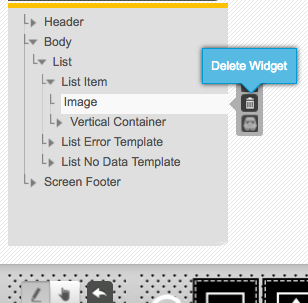 Header
Delete Widget
Body
List
List Item
Image
Vertical Container
List Error Template
List No Data Template
Screen Footer